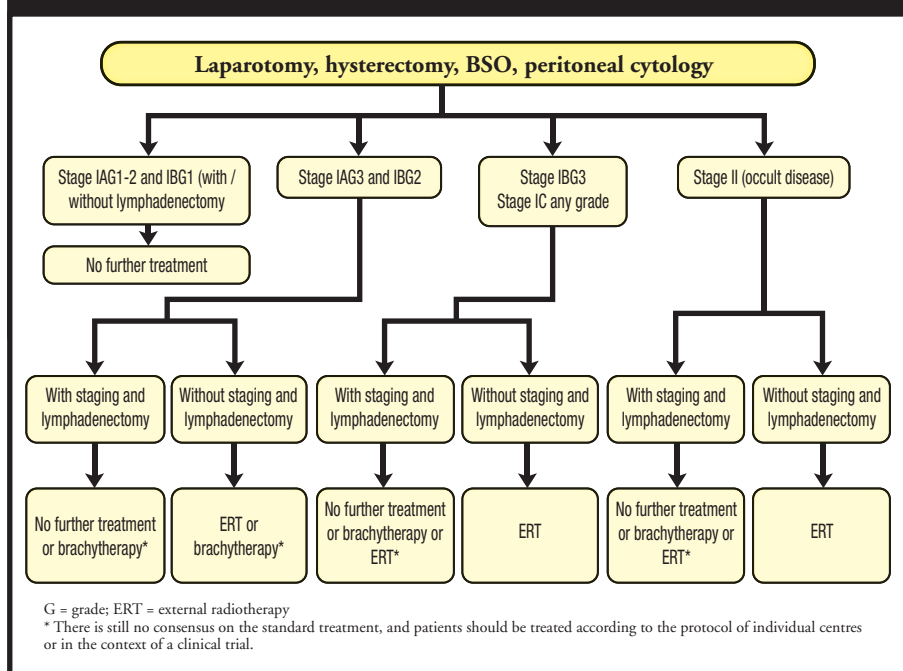 Laparotomy, hysterectomy, BSO, peritoneal cytology
Stage IAG1-2 and IBG1 (with /
without lymphadenectomy
Stage IAG3 and IBG2
Stage IBG3
Stage IC any grade
Stage II (occult disease)
No further treatment
With staging and
lymphadenectomy
Without staging and
lymphadenectomy
With staging and
lymphadenectomy
Without staging and
lymphadenectomy
With staging and
lymphadenectomy
Without staging and
lymphadenectomy
No further treatment
or brachytherapy*
ERT or
brachytherapy*
No further treatment
or brachytherapy or
ERT*
ERT
No further treatment
or brachytherapy or
ERT*
ERT
G = grade; ERT = external radiotherapy
* There is still no consensus on the standard treatment, and patients should be treated according to the protocol of individual centres
or in the context of a clinical trial.